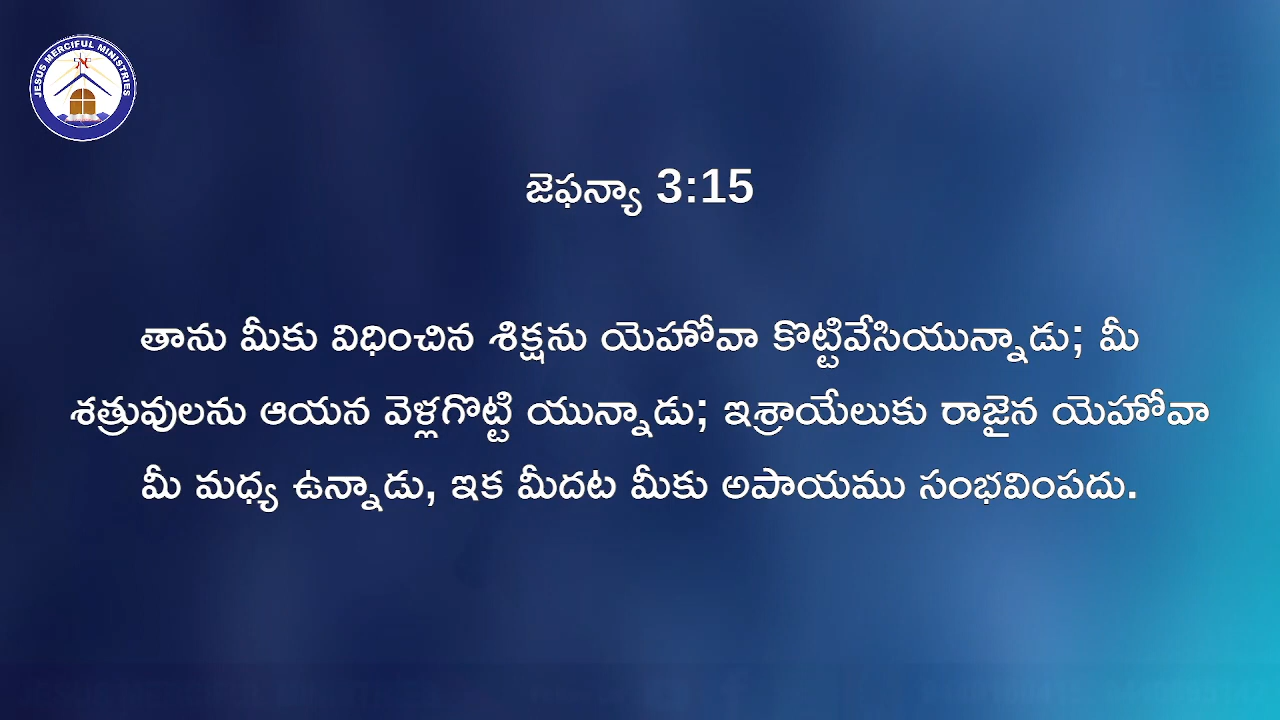 JESUS MERCIFUL MINISTRIES
జెఫన్యా 3:15
తాను మీకు విధించిన శిక్షను యెహోవా కొట్టివేసియున్నాడు; మీ
శత్రువులను ఆయన వెళ్లగొట్టి యున్నాడు; ఇశ్రాయేలుకు రాజైన యెహోవా
మీ మధ్య ఉన్నాడు, ఇక మీదట మీకు అపాయము సంభవింపదు.